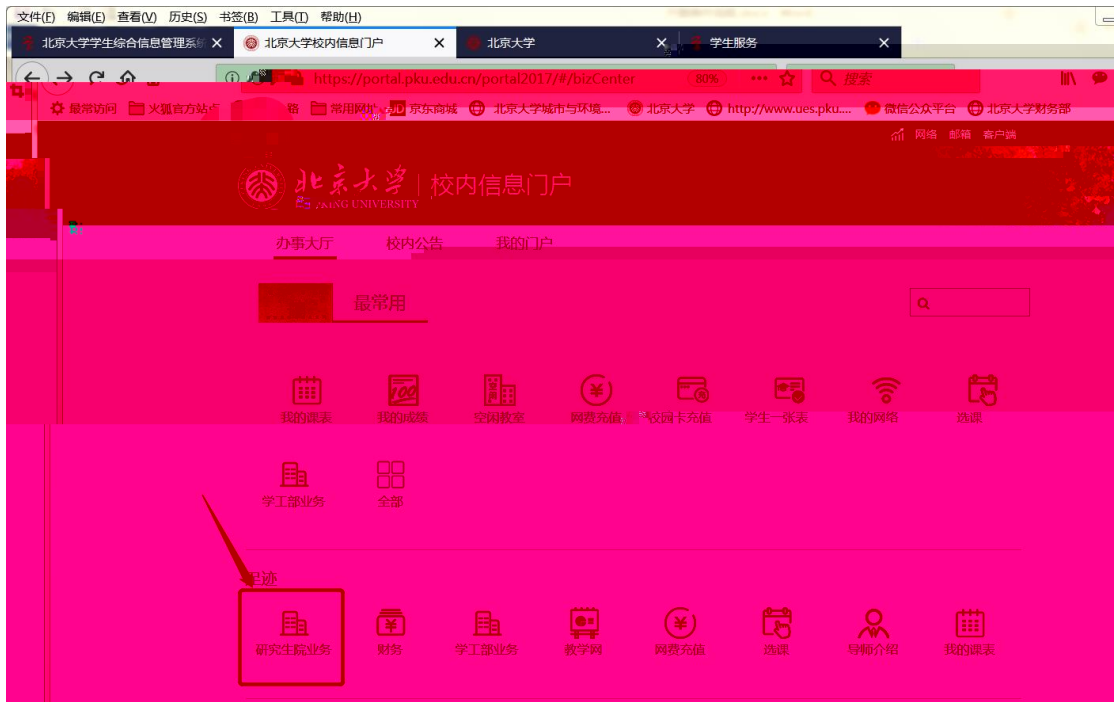 文件(F) 编辑(E) 查看(V) 历史(S) 书签(B) 工具(T) 帮助(H)
北京大学学生综合信息管理系统 北京大学校内信息门户 北京大学 学生服务
https://portal.pku.edu.cn/portal2017/#/bizCenter 80% 搜索
最常访问 火狐官方站点 常用网址 JD 京东商城 北京大学城市与环境... 北京大学 http://www.ues.pku.... 微信公众平台 北京大学财务部
网络 邮箱 客户端
北京大学 校内信息门户
UNIVERSITY
办事大厅 校内公告 我的门户
最常用
我的课表 我的成绩 空闲教室 网费充值 校园卡充值 学生一张表 我的网络 选课
学工部业务 全部
足迹
研究生院业务 财务 学工部业务 教学网 网费充值 选课 导师介绍 我的课表